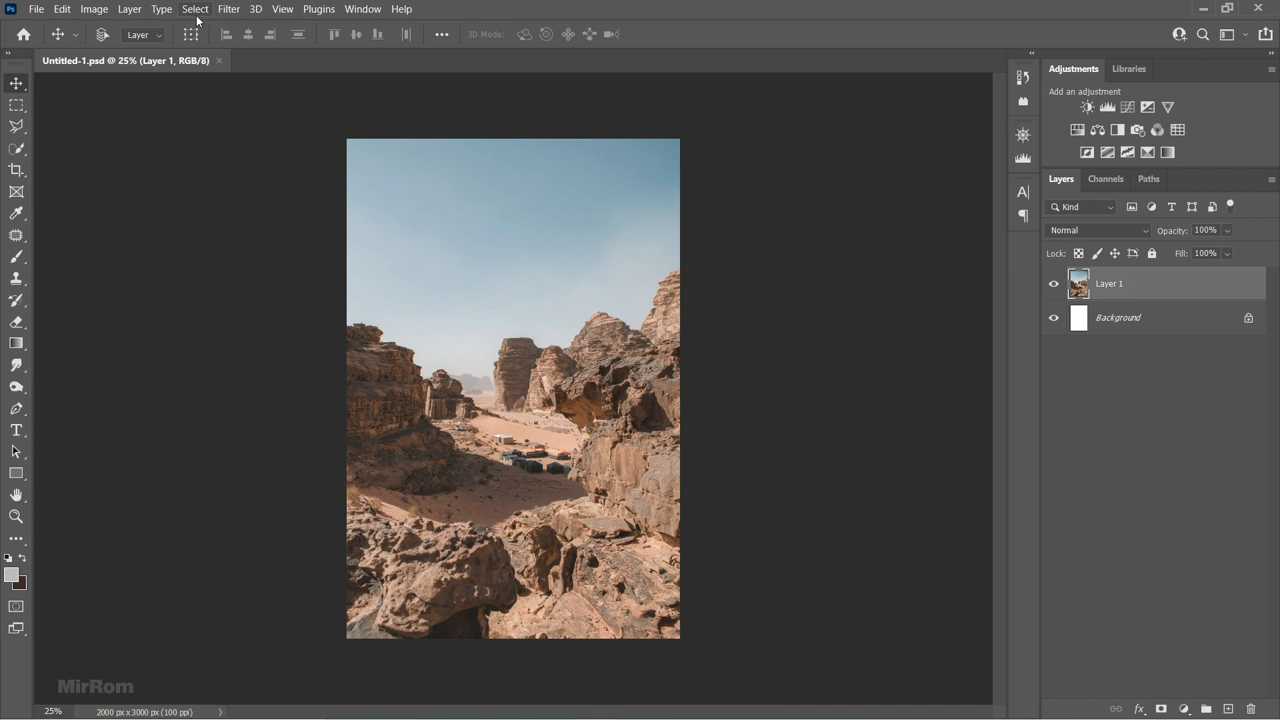 Ps File Edit Image Layer Type Select Filter 3D View Plugins Window Help
Layer 3D Mode:
Untitled-1.psd @ 25% (Layer 1, RGB/8) ×
Adjustments Libraries
Add an adjustment
Layers Channels Paths
Kind
Normal Opacity: 100%
Lock: Fill: 100%
Layer 1
Background
MirRom
25% 2000 px x 3000 px (100 ppi)